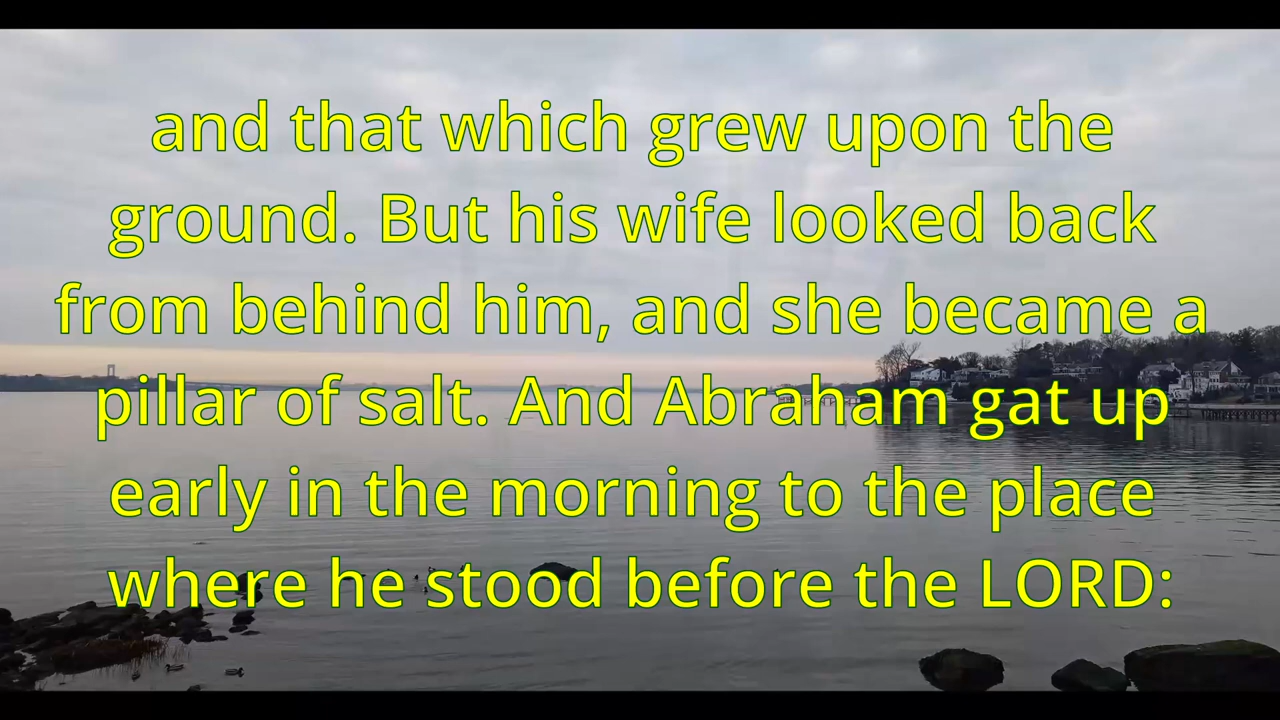 and that which grew upon the
ground. But his wife looked back
from behind him, and she became a
pillar of salt. And Abraham gat up
early in the morning to the place
where he stood before the LORD: